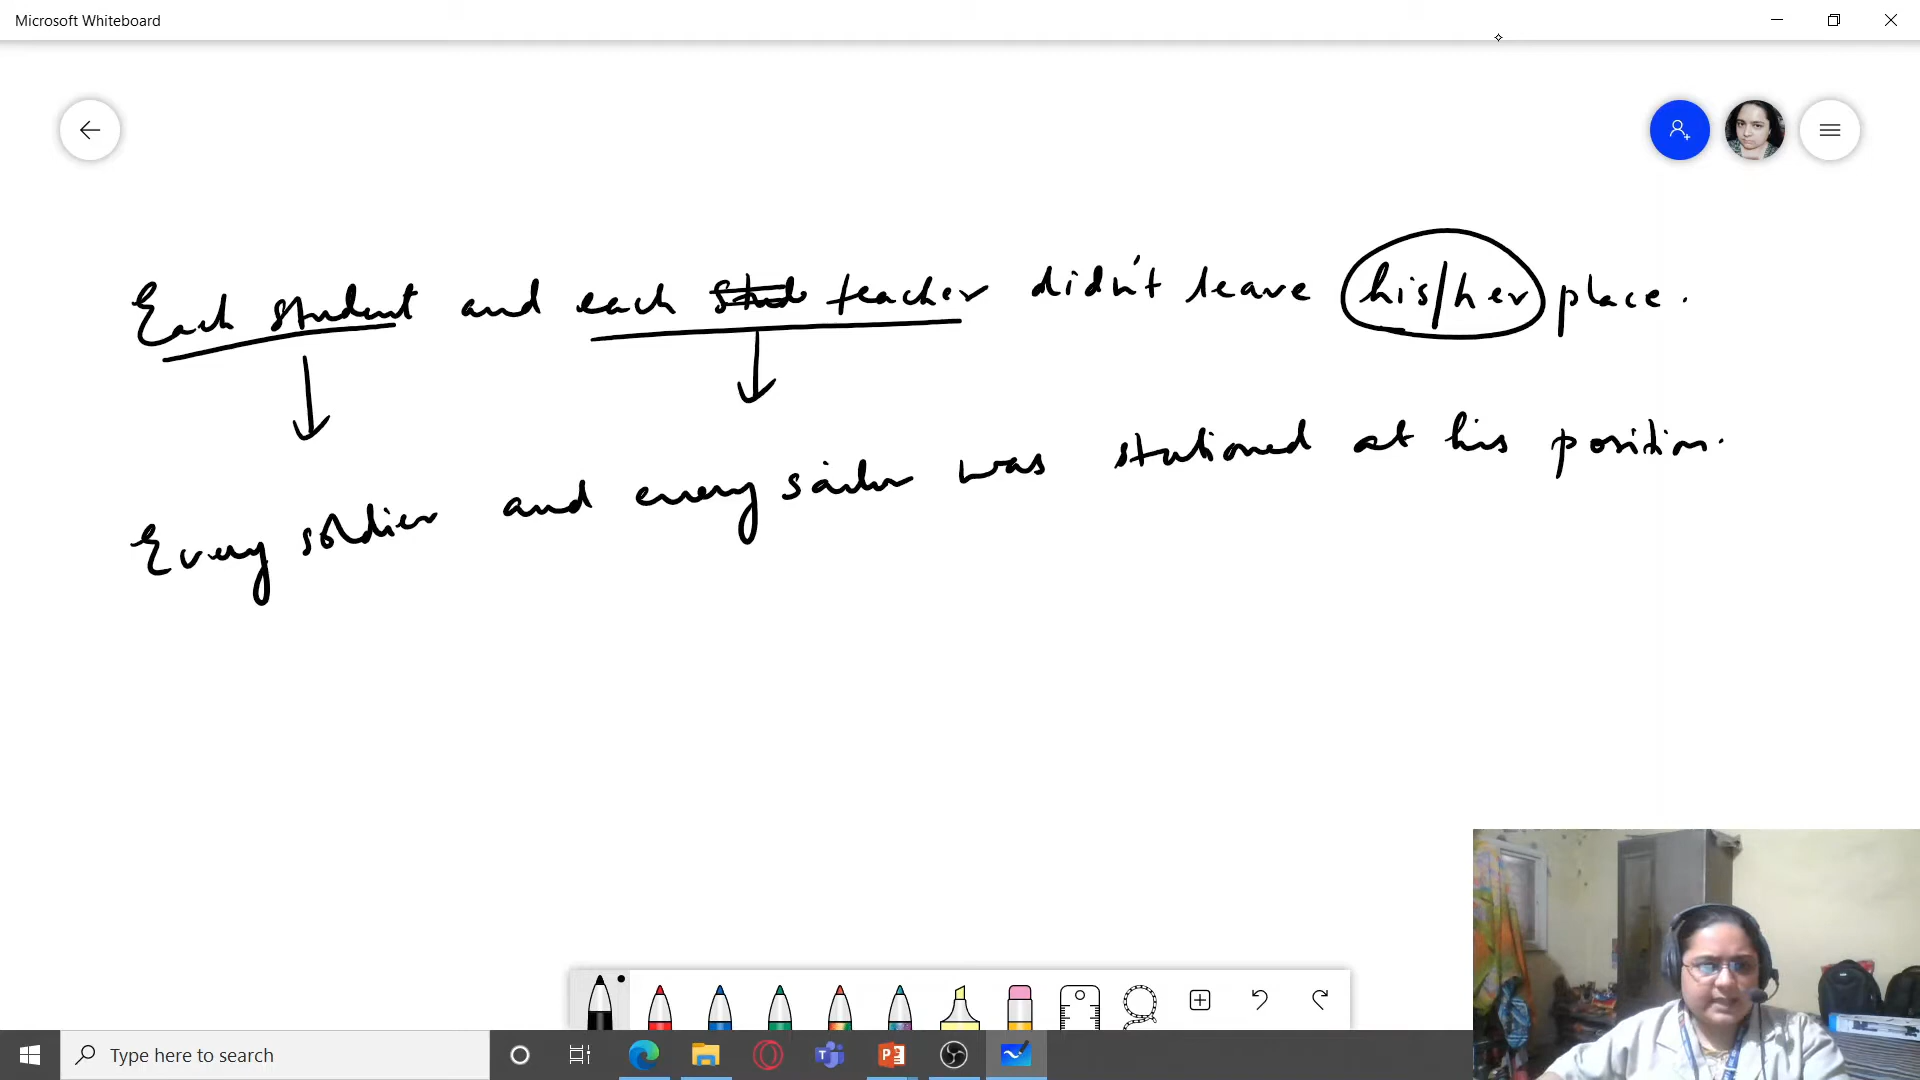 Microsoft Whiteboard
Each student and each stud teacher didn't leave his/her place.
Every soldier and every sailor was stationed at his position.
Type here to search